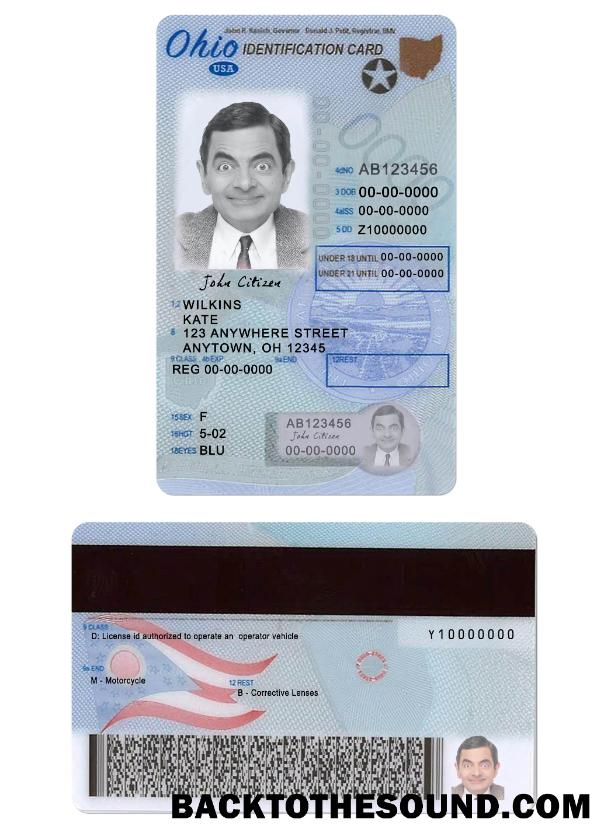 John R. Kasich, Governor Donald J. Petit, Registrar, BMV
Ohio IDENTIFICATION CARD
USA
4dNO AB123456
3 DOB 00-00-0000
4aISS 00-00-0000
5 DD Z10000000
UNDER 18 UNTIL 00-00-0000
UNDER 21 UNTIL 00-00-0000
John Citizen
1,2 WILKINS
KATE
8 123 ANYWHERE STREET
ANYTOWN, OH 12345
9 CLASS 4b EXP 9a END 12 REST
REG 00-00-0000
15 SEX F
16 HGT 5-02
18 EYES BLU
AB123456
John Citizen
00-00-0000
9 CLASS
D: License id authorized to operate an operator vehicle
Y10000000
9a END
M - Motorcycle
12 REST
B - Corrective Lenses
BACKTOTHESOUND.COM